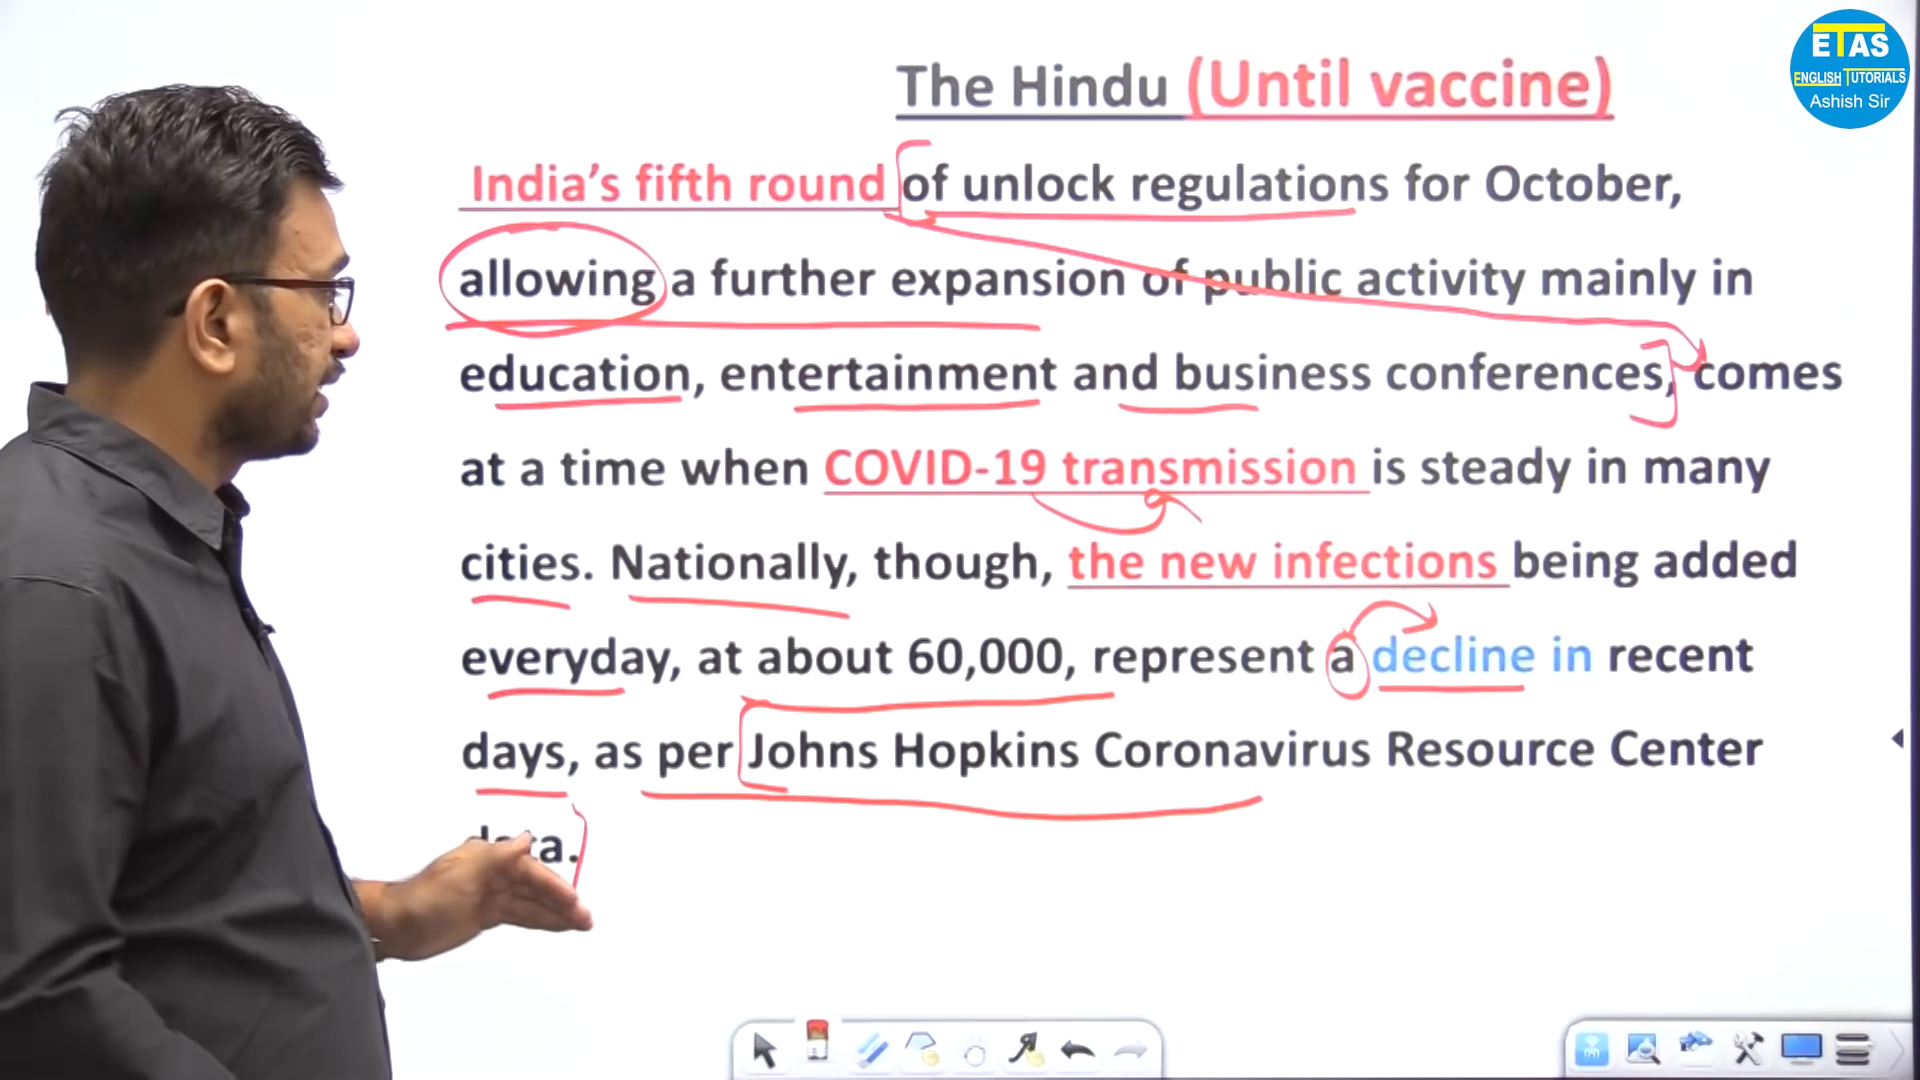 ETAS
ENGLISH TUTORIALS
Ashish Sir
The Hindu (Until vaccine)
India’s fifth round of unlock regulations for October,
allowing a further expansion of public activity mainly in
education, entertainment and business conferences, comes
at a time when COVID-19 transmission is steady in many
cities. Nationally, though, the new infections being added
everyday, at about 60,000, represent a decline in recent
days, as per Johns Hopkins Coronavirus Resource Center
data.